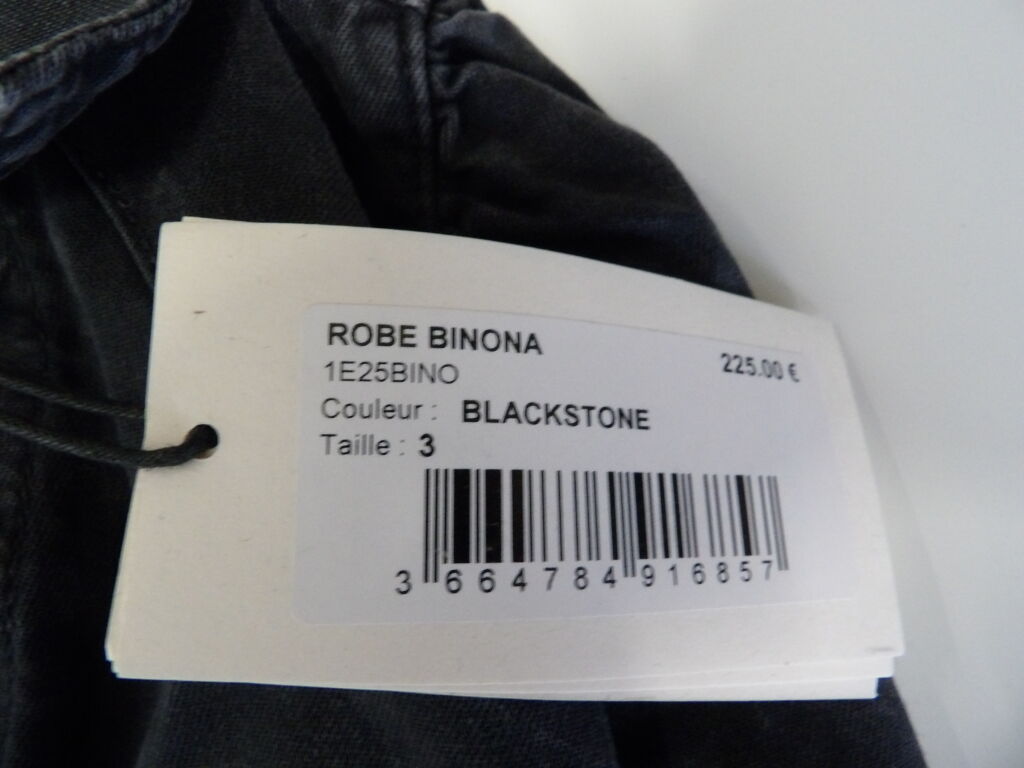 ROBE BINONA
225.00 €
1E25BINO
Couleur : BLACKSTONE
Taille : 3
3 664784 916857